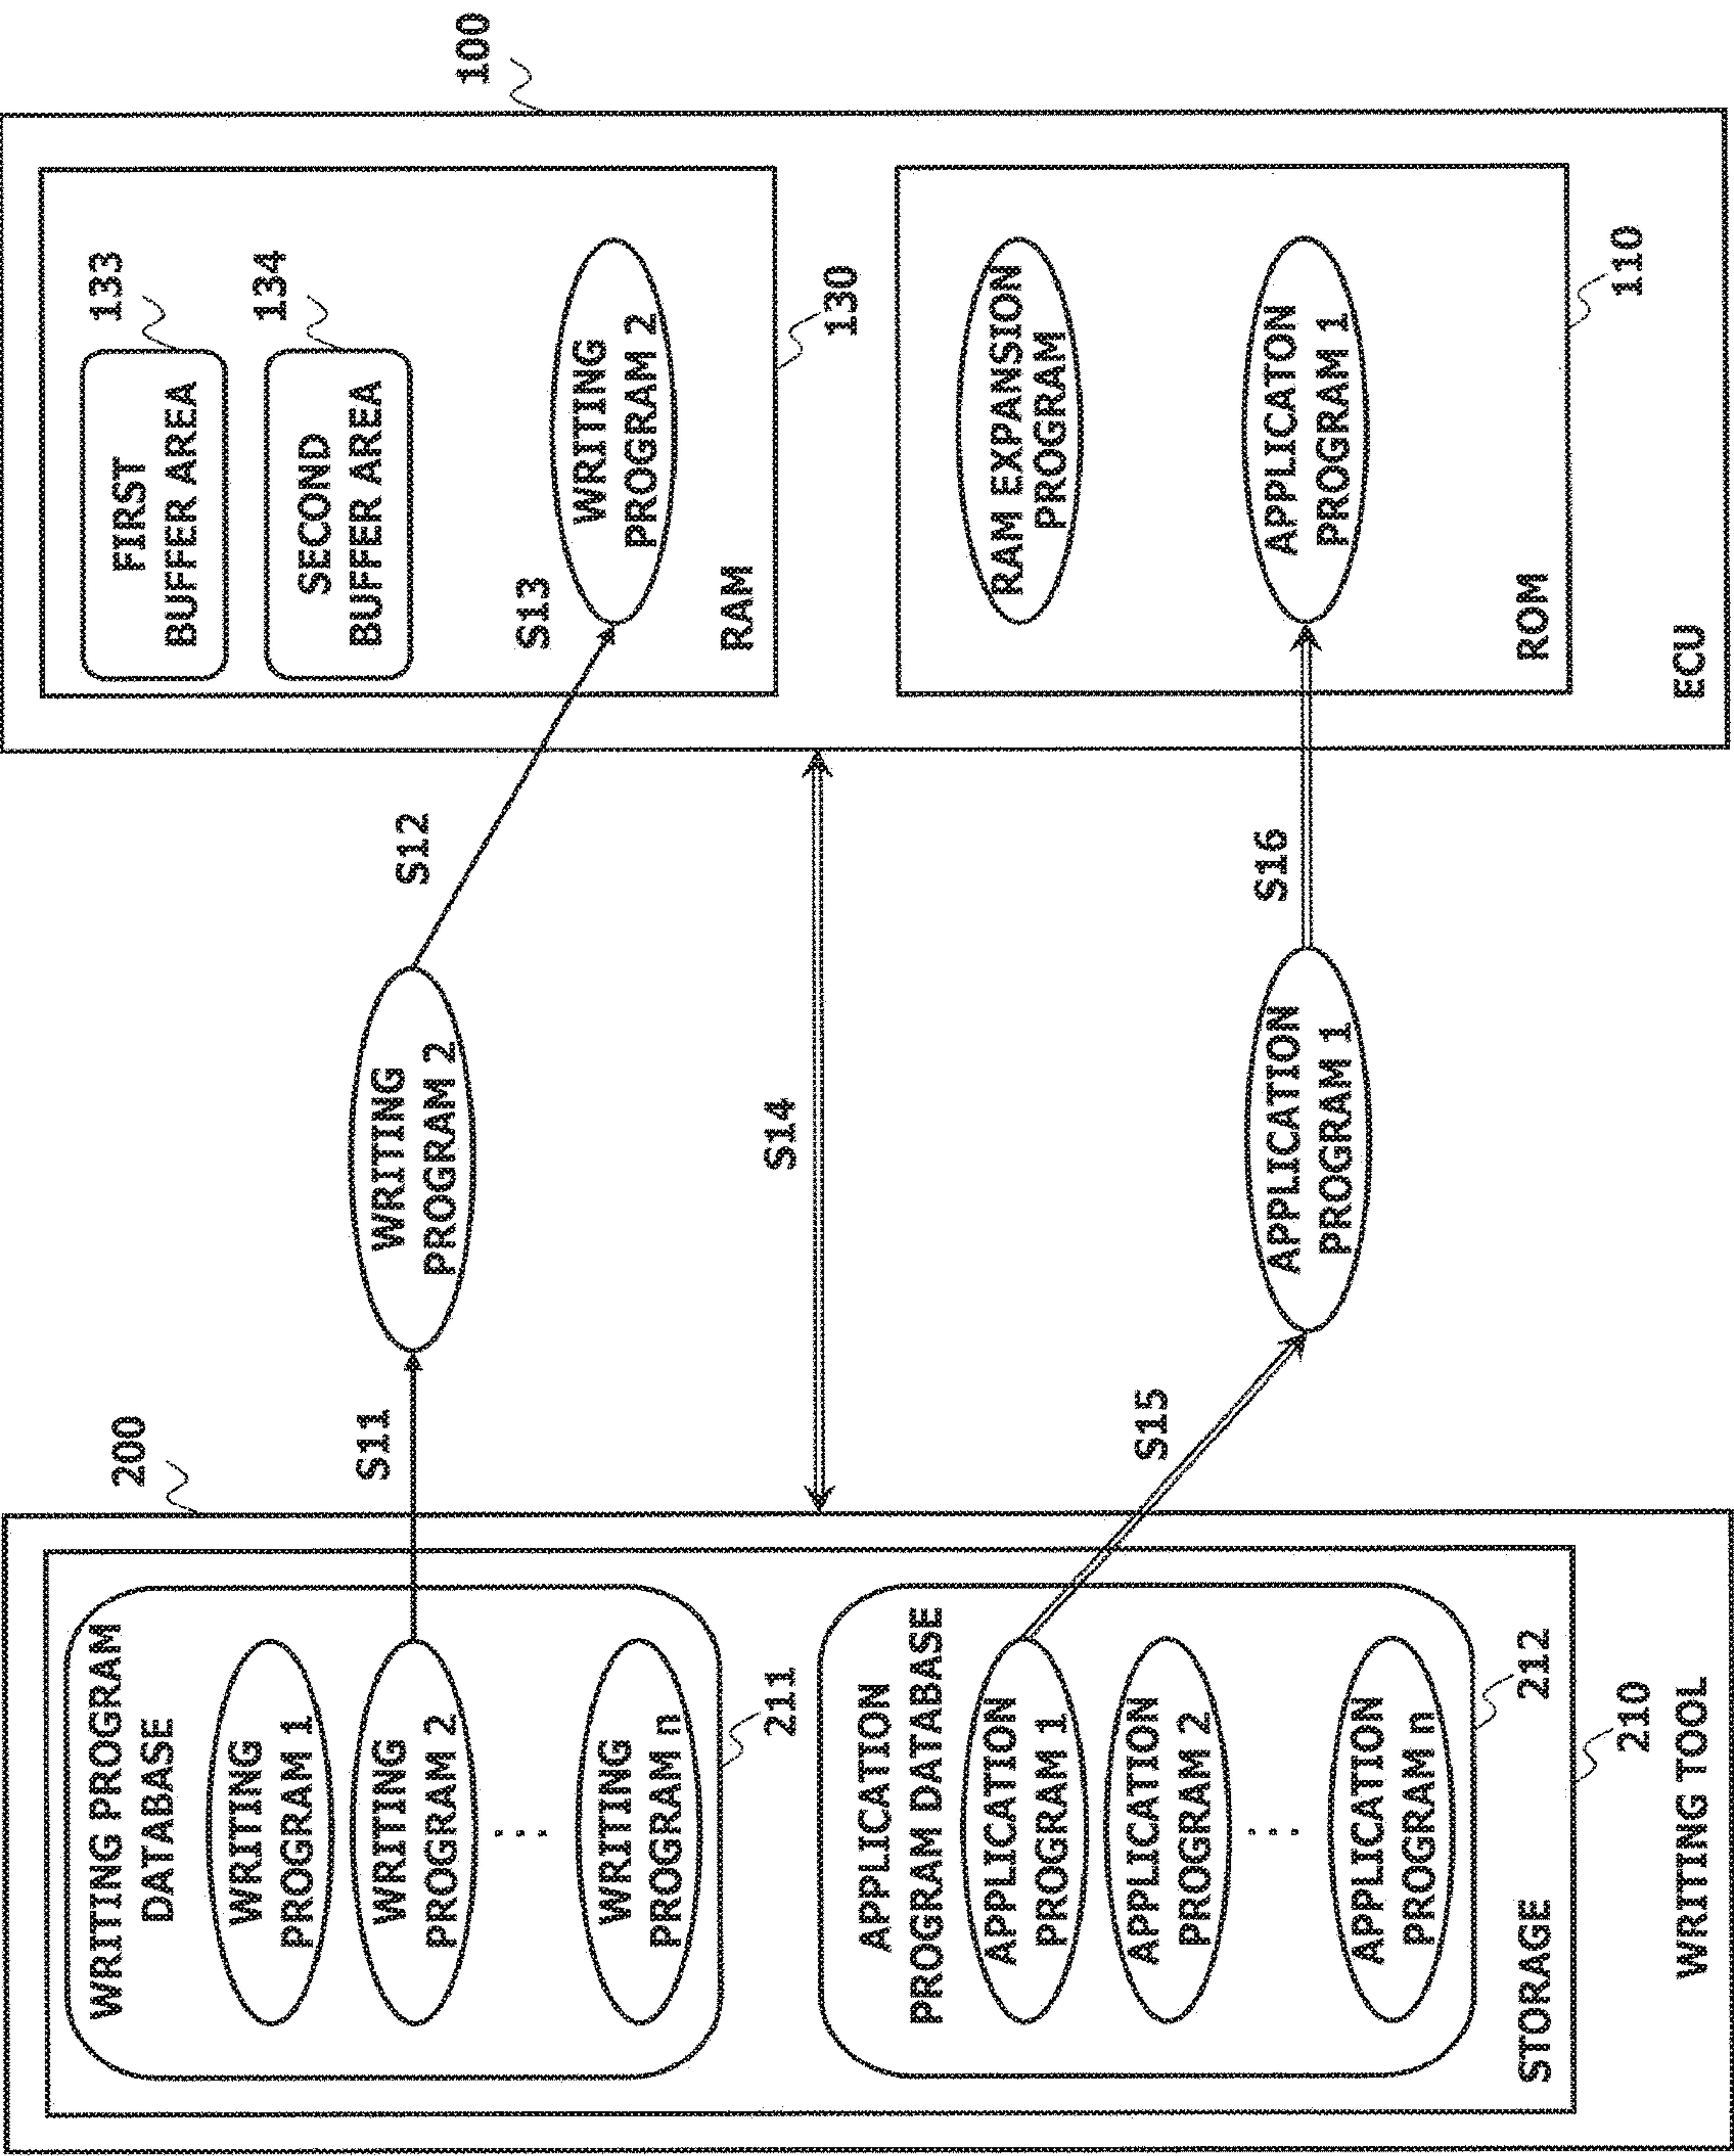 200
WRITING PROGRAM
DATABASE
WRITING
PROGRAM 1
WRITING
PROGRAM 2
...
WRITING
PROGRAM n
211
APPLICATION
PROGRAM DATABASE
APPLICATION
PROGRAM 1
APPLICATION
PROGRAM 2
...
APPLICATION
PROGRAM n
212
STORAGE
210
WRITING TOOL
S11
WRITING
PROGRAM 2
S12
S14
S15
APPLICATION
PROGRAM 1
S16
100
FIRST
BUFFER AREA
133
SECOND
BUFFER AREA
134
S13
WRITING
PROGRAM 2
RAM
130
RAM EXPANSION
PROGRAM
APPLICATION
PROGRAM 1
ROM
110
ECU